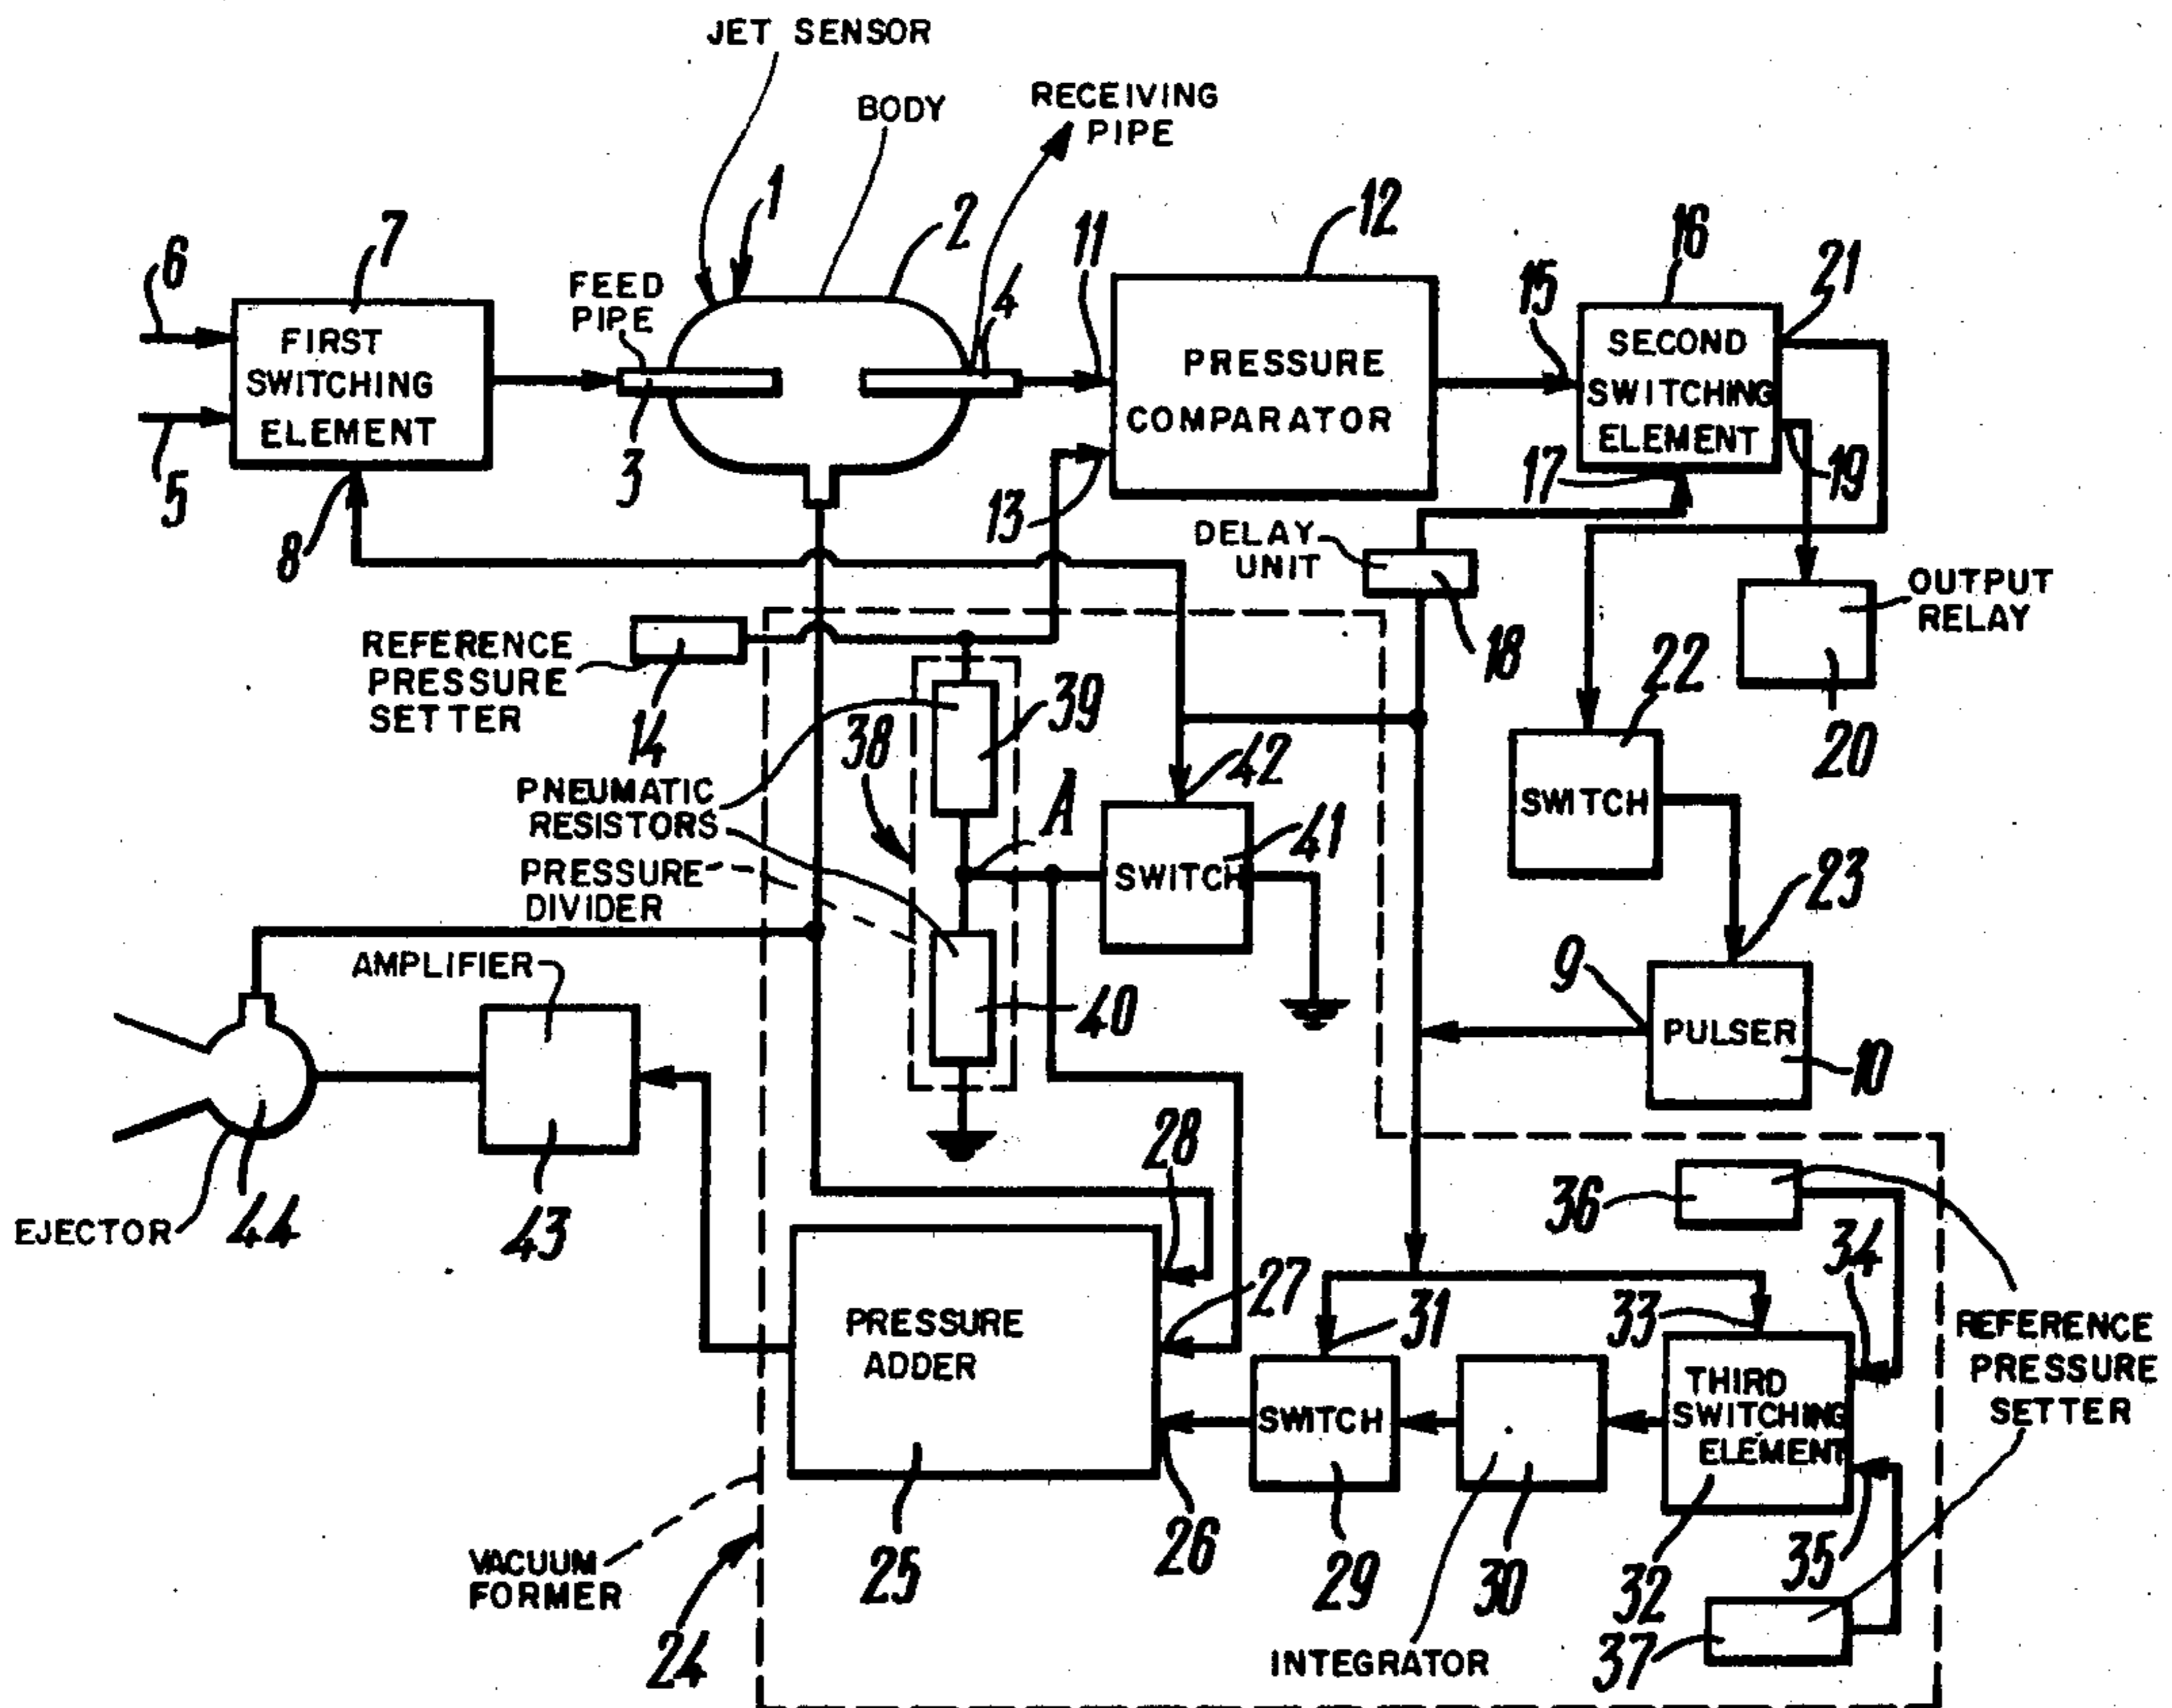 JET SENSOR
BODY
RECEIVING
PIPE
1
2
4
11
12
15
16
21
6
7
FEED
PIPE
FIRST
SWITCHING
ELEMENT
PRESSURE
COMPARATOR
SECOND
SWITCHING
ELEMENT
5
8
3
13
17
19
DELAY
UNIT
18
OUTPUT
RELAY
20
REFERENCE
PRESSURE
SETTER
14
38
39
42
22
PNEUMATIC
RESISTORS
A
SWITCH
41
SWITCH
23
PRESSURE
DIVIDER
AMPLIFIER
40
9
PULSER
10
EJECTOR
44
43
28
36
34
27
31
33
PRESSURE
ADDER
SWITCH
THIRD
SWITCHING
ELEMENT
REFERENCE
PRESSURE
SETTER
25
26
29
30
32
35
37
VACUUM
FORMER
24
INTEGRATOR